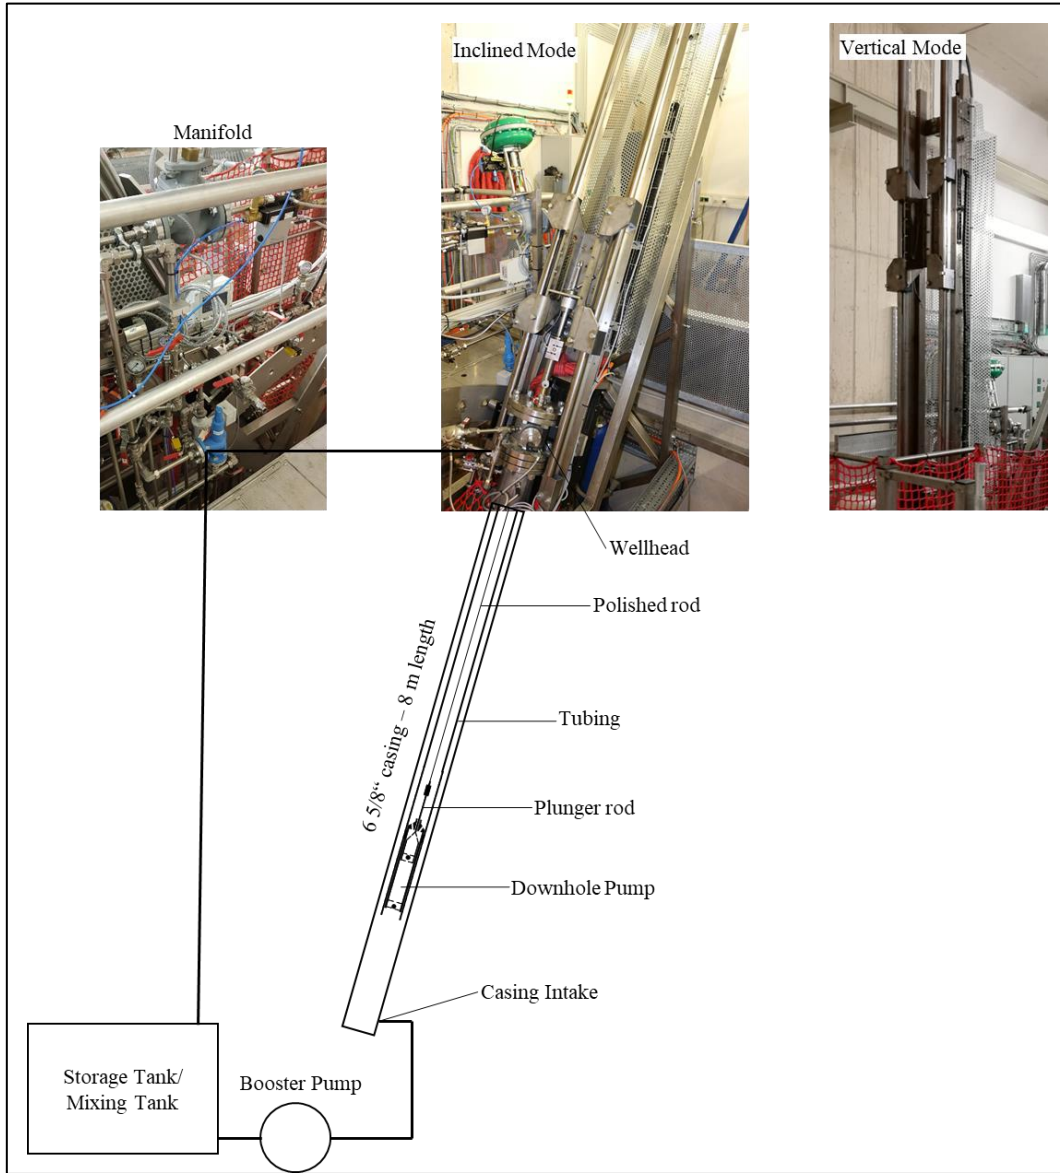 Inclined Mode
Vertical Mode
Manifold
Wellhead
Polished rod
6 5/8“ casing – 8 m length
Tubing
Plunger rod
Downhole Pump
Casing Intake
Storage Tank/
Mixing Tank
Booster Pump